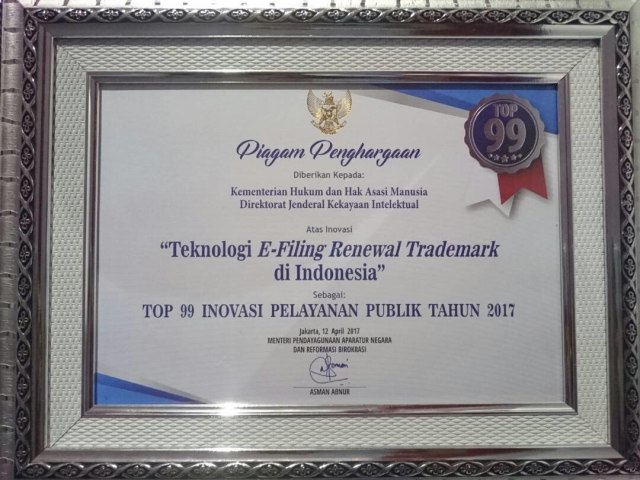 Piagam Penghargaan
TOP
99
Diberikan Kepada:
Kementerian Hukum dan Hak Asasi Manusia
Direktorat Jenderal Kekayaan Intelektual
Atas Inovasi
“Teknologi E-Filing Renewal Trademark
di Indonesia”
Sebagai:
TOP 99 INOVASI PELAYANAN PUBLIK TAHUN 2017
Jakarta, 12 April 2017
MENTERI PENDAYAGUNAAN APARATUR NEGARA
DAN REFORMASI BIROKRASI
ASMAN ABNUR